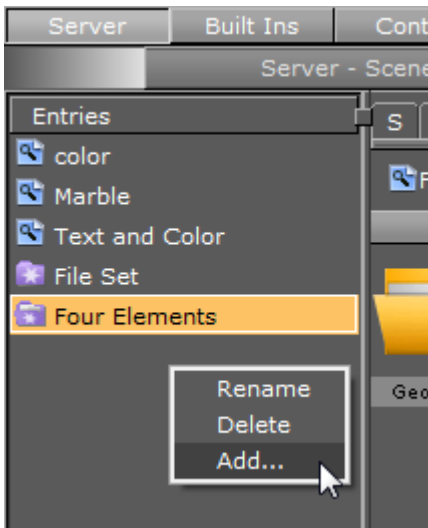 Server Built Ins Cont
Server - Scene
Entries
S
color
F
Marble
Text and Color
File Set
Four Elements
Rename
Geo
Delete
Add...